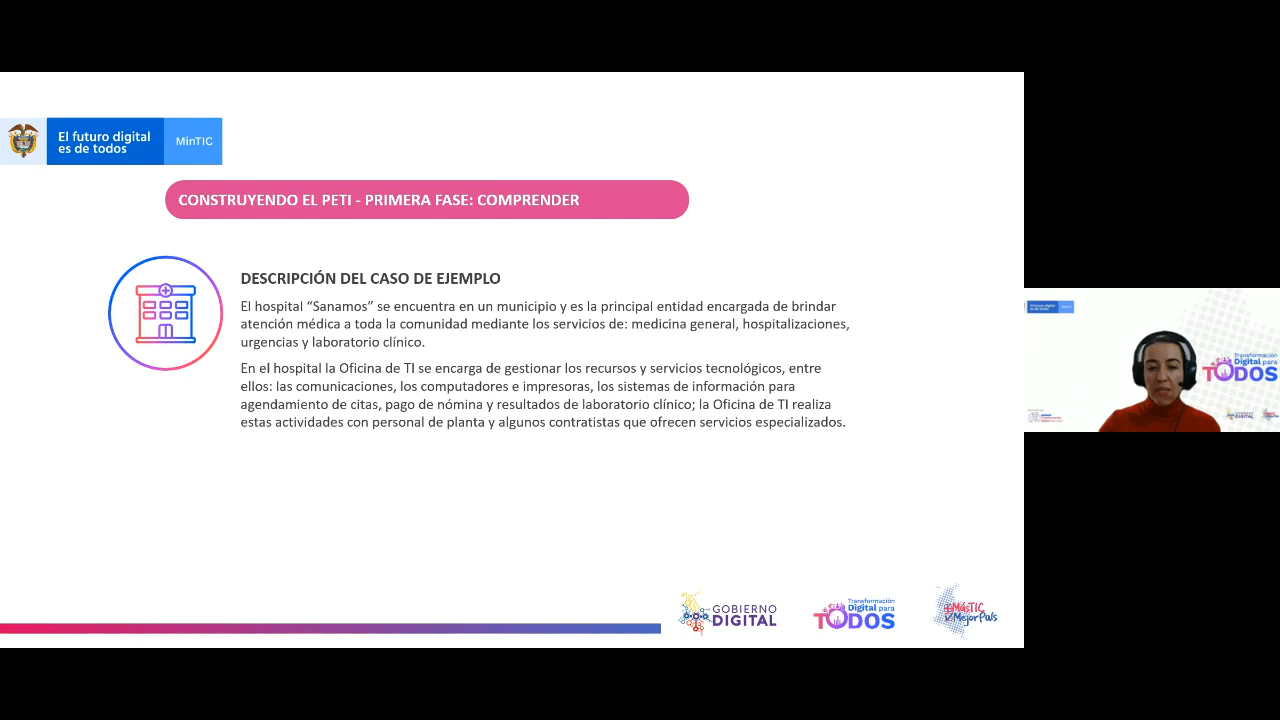 El futuro digital
es de todos
MinTIC
CONSTRUYENDO EL PETI - PRIMERA FASE: COMPRENDER
DESCRIPCIÓN DEL CASO DE EJEMPLO
El hospital “Sanamos” se encuentra en un municipio y es la principal entidad encargada de brindar
atención médica a toda la comunidad mediante los servicios de: medicina general, hospitalizaciones,
urgencias y laboratorio clínico.
En el hospital la Oficina de TI se encarga de gestionar los recursos y servicios tecnológicos, entre
ellos: las comunicaciones, los computadores e impresoras, los sistemas de información para
agendamiento de citas, pago de nómina y resultados de laboratorio clínico; la Oficina de TI realiza
estas actividades con personal de planta y algunos contratistas que ofrecen servicios especializados.
Transformación
Digital para
TODOS
GOBIERNO
DIGITAL
Transformación
Digital para
TODOS
+MásTIC
MejorPaís